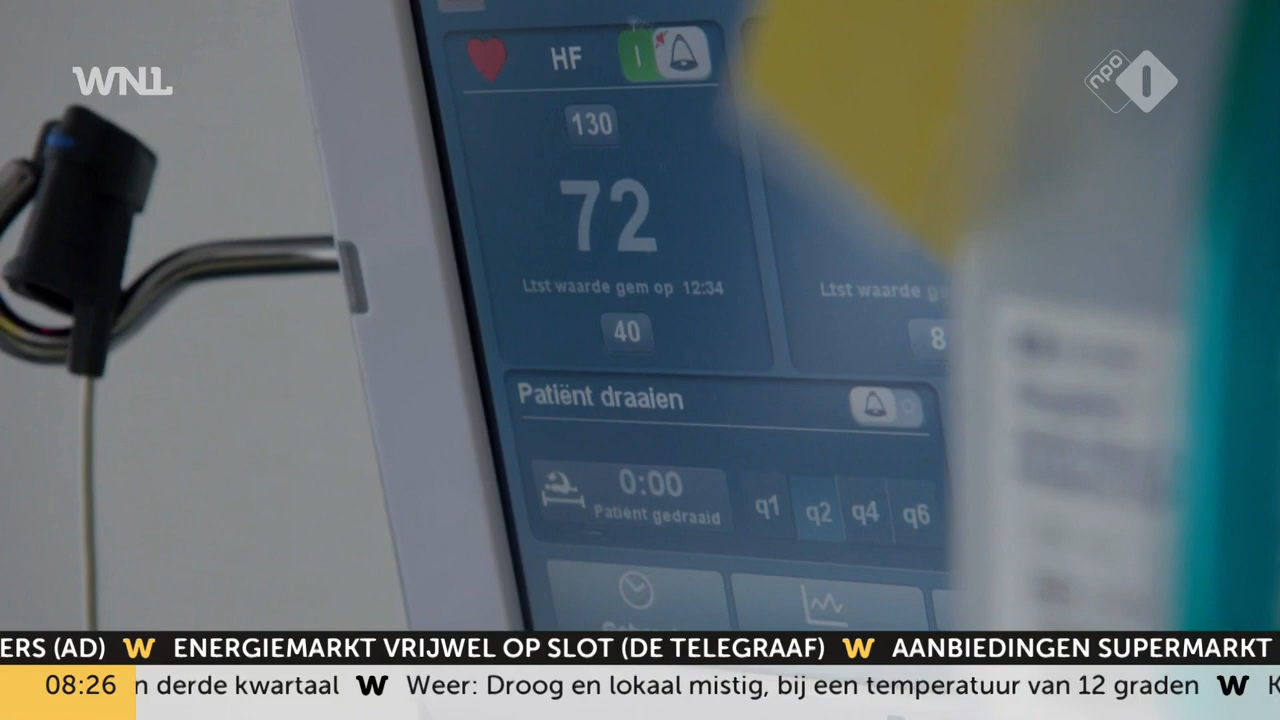 WNL
npo
1
HF
I
130
72
Ltst waarde gem op 12:34
Ltst waarde
40
8
Patiënt draaien
0:00
Patiënt gedraaid
q1 q2 q4 q6
ERS (AD) W ENERGIEMARKT VRIJWEL OP SLOT (DE TELEGRAAF) W AANBIEDINGEN SUPERMARKT
08:26 n derde kwartaal W Weer: Droog en lokaal mistig, bij een temperatuur van 12 graden W K